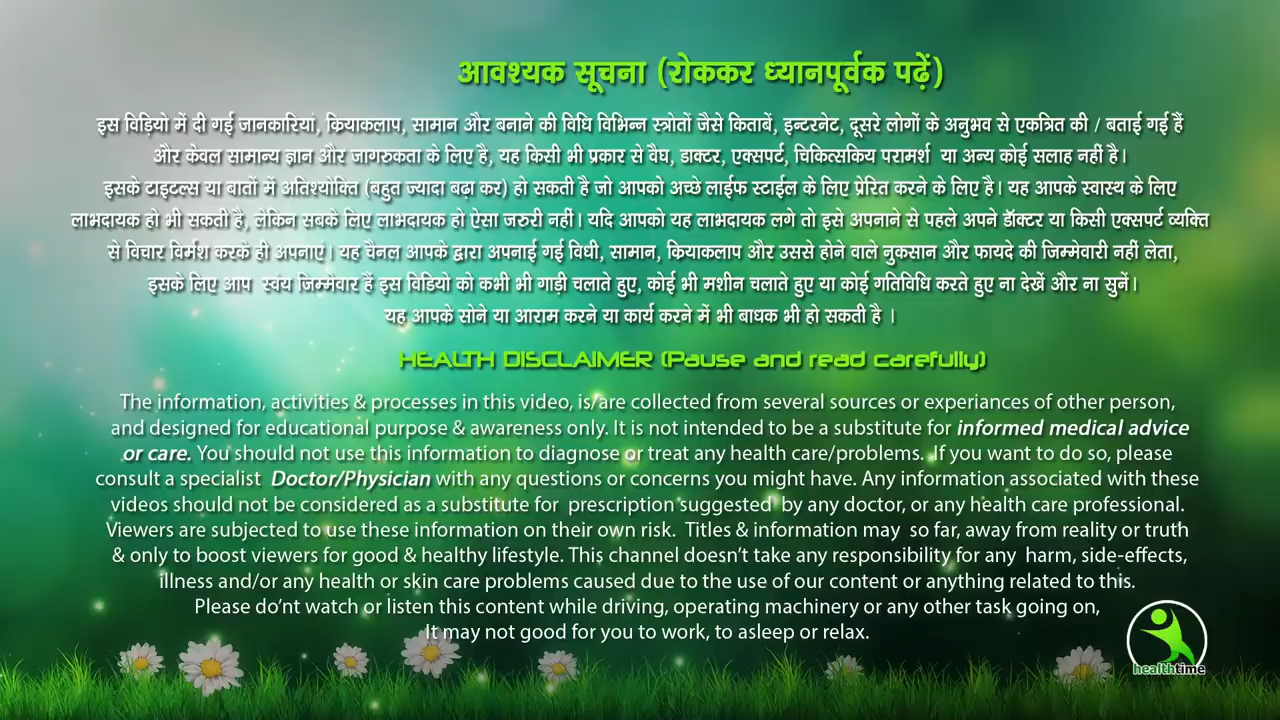 आवश्यक सूचना (रोककर ध्यानपूर्वक पढ़ें)
इस विड़ियो में दी गई जानकारियां, क्रियाकलाप, सामान और बनाने की विधि विभिन्न स्त्रोतों जैसे किताबें, इन्टरनेट, दूसरे लोगों के अनुभव से एकत्रित की / बताई गई हैं
और केवल सामान्य ज्ञान और जागरुकता के लिए है, यह किसी भी प्रकार से वैघ, डाक्टर, एक्सपर्ट, चिकित्सकिय परामर्श या अन्य कोई सलाह नहीं है।
इसके टाइटल्स या बातों में अतिश्योक्ति (बहुत ज्यादा बढ़ा कर) हो सकती है जो आपको अच्छे लाईफ स्टाईल के लिए प्रेरित करने के लिए है। यह आपके स्वास्थ के लिए
लाभदायक हो भी सकती है, लेकिन सबके लिए लाभदायक हो ऐसा जरुरी नहीं। यदि आपको यह लाभदायक लगे तो इसे अपनाने से पहले अपने डॅाक्टर या किसी एक्सपर्ट व्यक्ति
से विचार विर्मश करके ही अपनाएं। यह चैनल आपके द्वारा अपनाई गई विधी, सामान, क्रियाकलाप और उससे होने वाले नुकसान और फायदे की जिम्मेवारी नहीं लेता,
इसके लिए आप स्वंय जिम्मेवार हैं इस विडियो को कभी भी गाड़ी चलाते हुए, कोई भी मशीन चलाते हुए या कोई गतिविधि करते हुए ना देखें और ना सुनें।
यह आपके सोने या आराम करने या कार्य करने में भी बाधक भी हो सकती है ।
HEALTH DISCLAIMER (Pause and read carefully)
The information, activities & processes in this video, is/are collected from several sources or experiances of other person,
and designed for educational purpose & awareness only. It is not intended to be a substitute for informed medical advice
or care. You should not use this information to diagnose or treat any health care/problems. If you want to do so, please
consult a specialist Doctor/Physician with any questions or concerns you might have. Any information associated with these
videos should not be considered as a substitute for prescription suggested by any doctor, or any health care professional.
Viewers are subjected to use these information on their own risk. Titles & information may so far, away from reality or truth
& only to boost viewers for good & healthy lifestyle. This channel doesn't take any responsibility for any harm, side-effects,
illness and/or any health or skin care problems caused due to the use of our content or anything related to this.
Please do'nt watch or listen this content while driving, operating machinery or any other task going on,
It may not good for you to work, to asleep or relax.
healthtime